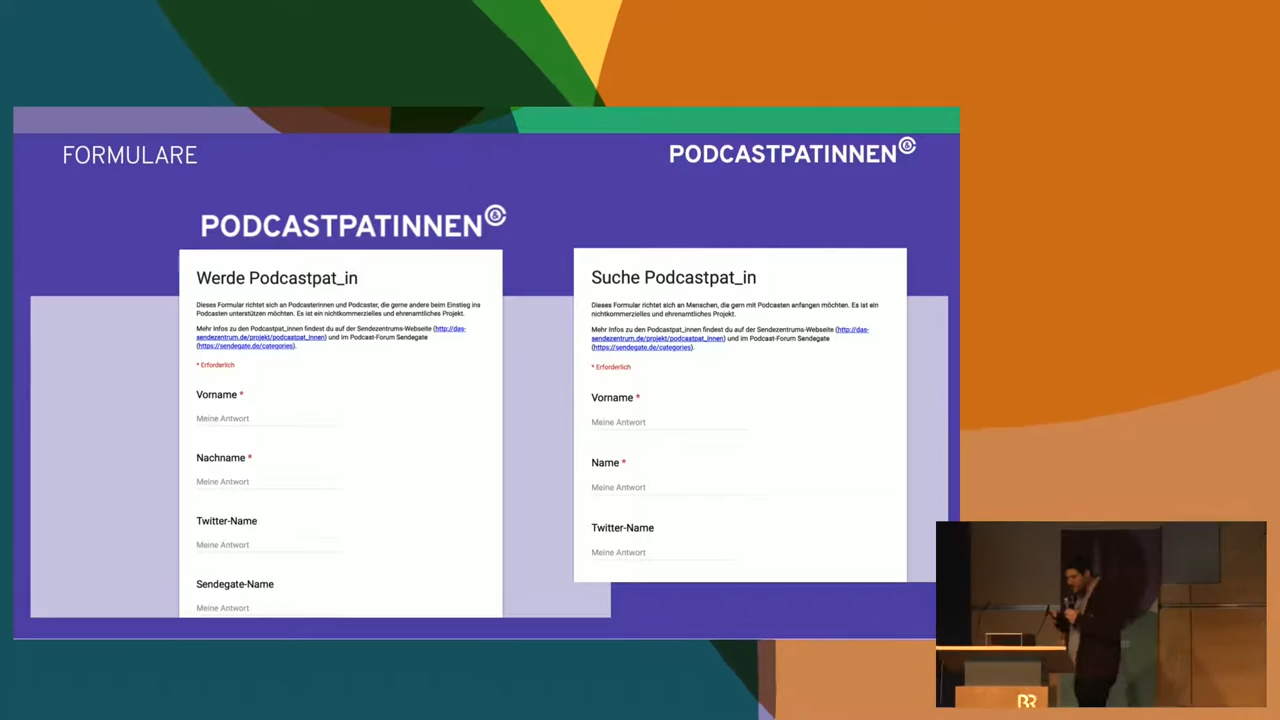 FORMULARE
PODCASTPATINNEN&
PODCASTPATINNEN&
Werde Podcastpat_in
Dieses Formular richtet sich an Podcasterinnen und Podcaster, die gerne andere beim Einstieg ins
Podcasten unterstützen möchten. Es ist ein nichtkommerzielles und ehrenamtliches Projekt.
Mehr Infos zu den Podcastpat_innen findest du auf der Sendezentrums-Webseite (http://das-
sendezentrum.de/projekt/podcastpat_innen) und im Podcast-Forum Sendegate
(https://sendegate.de/categories).
* Erforderlich
Vorname *
Meine Antwort
Nachname *
Meine Antwort
Twitter-Name
Meine Antwort
Sendegate-Name
Meine Antwort
Suche Podcastpat_in
Dieses Formular richtet sich an Menschen, die gern mit Podcasten anfangen möchten. Es ist ein
nichtkommerzielles und ehrenamtliches Projekt.
Mehr Infos zu den Podcastpat_innen findest du auf der Sendezentrums-Webseite (http://das-
sendezentrum.de/projekt/podcastpat_innen) und im Podcast-Forum Sendegate
(https://sendegate.de/categories).
* Erforderlich
Vorname *
Meine Antwort
Name *
Meine Antwort
Twitter-Name
Meine Antwort
BR